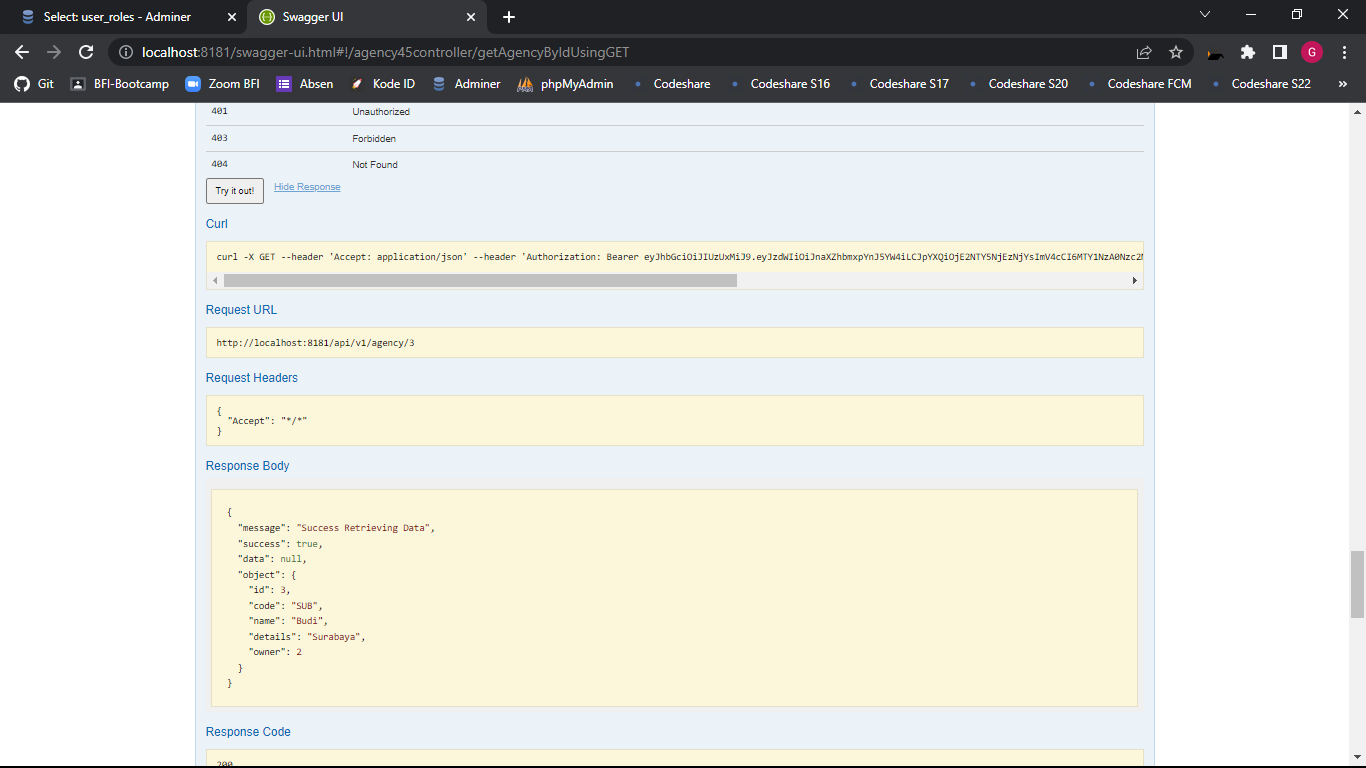 Select: user_roles - Adminer
Swagger UI
localhost:8181/swagger-ui.html#!/agency45controller/getAgencyByIdUsingGET
G
Git
BFI-Bootcamp
Zoom BFI
Absen
Kode ID
Adminer
phpMyAdmin
Codeshare
Codeshare S16
Codeshare S17
Codeshare S20
Codeshare FCM
Codeshare S22
»
401 Unauthorized
403 Forbidden
404 Not Found
Try it out! Hide Response
Curl
curl -X GET --header 'Accept: application/json' --header 'Authorization: Bearer
Request URL
http://localhost:8181/api/v1/agency/3
Request Headers
{
"Accept": "*/*"
}
Response Body
{
"message": "Success Retrieving Data",
"success": true,
"data": null,
"object": {
"id": 3,
"code": "SUB",
"name": "Budi",
"details": "Surabaya",
"owner": 2
}
}
Response Code
200